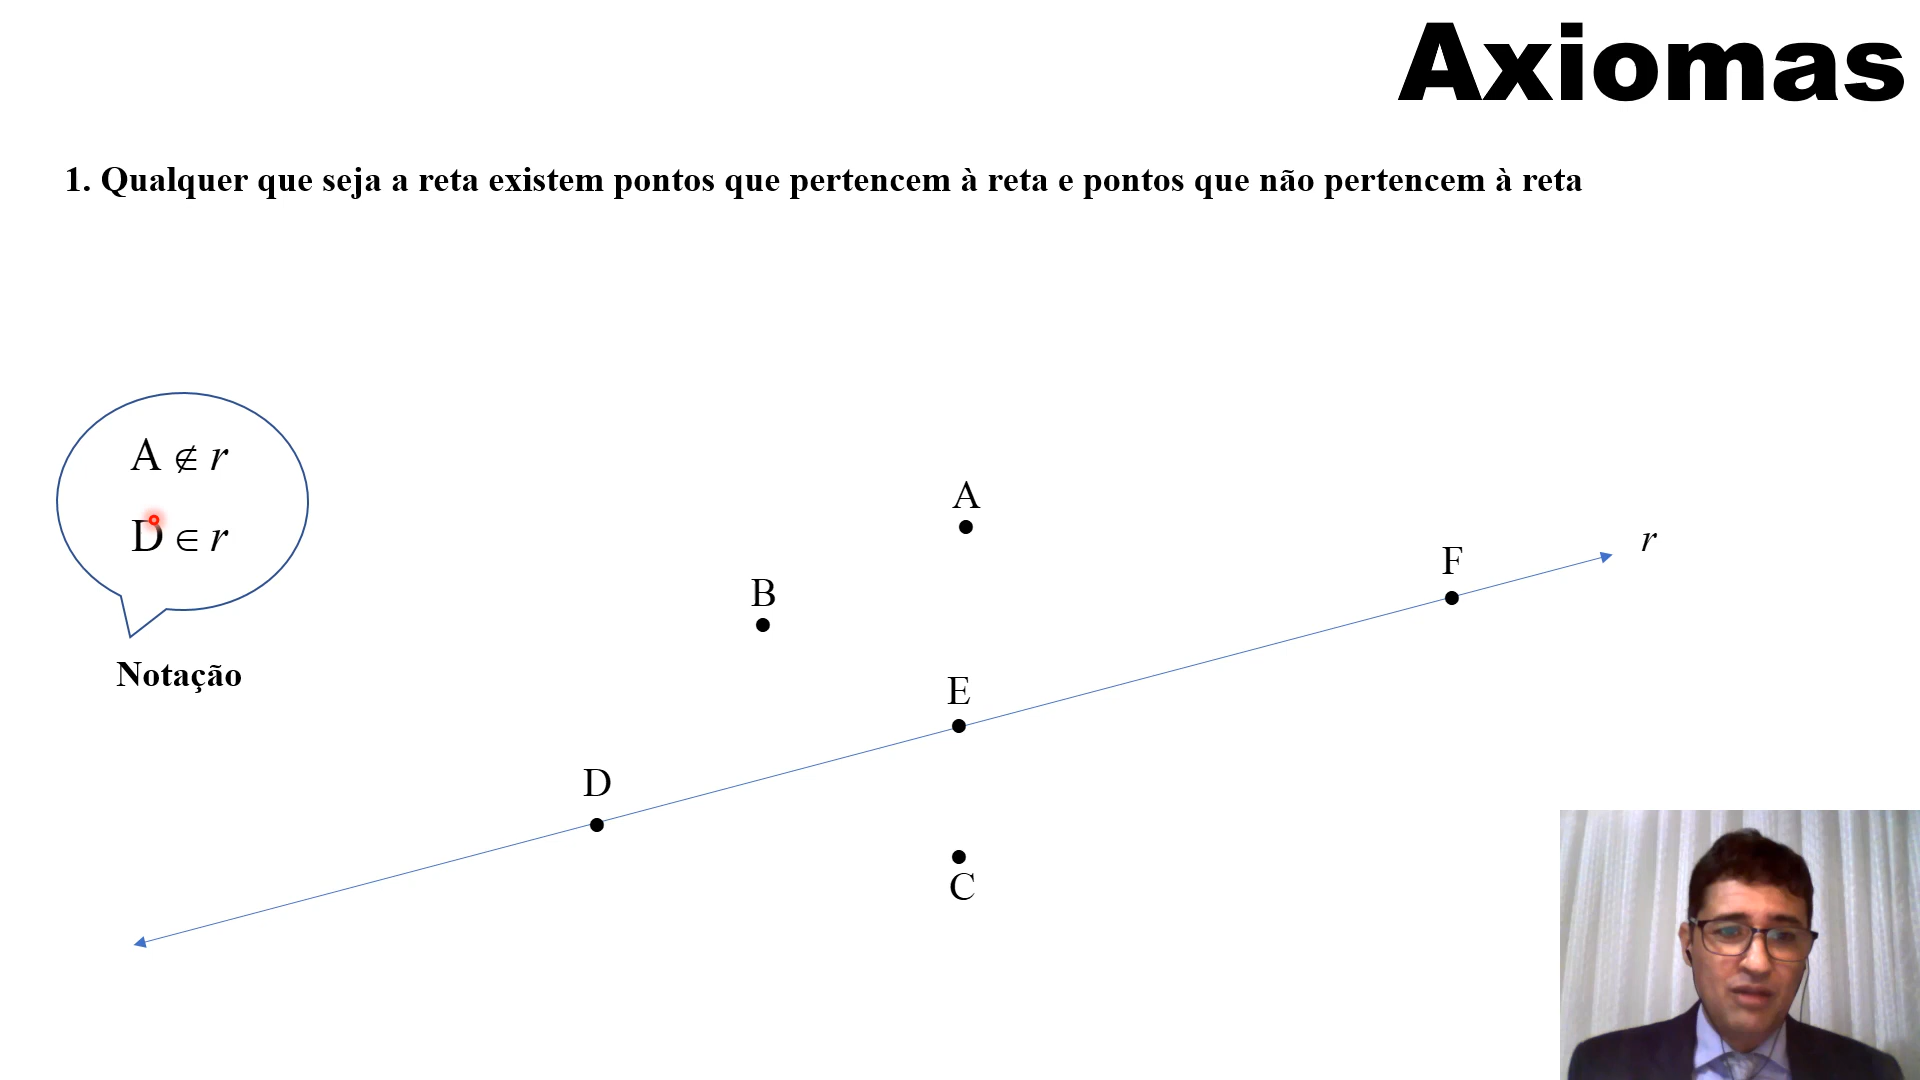 Axiomas
1. Qualquer que seja a reta existem pontos que pertencem à reta e pontos que não pertencem à reta
A ∉ r
D ∈ r
Notação
A
B
F
r
E
D
C